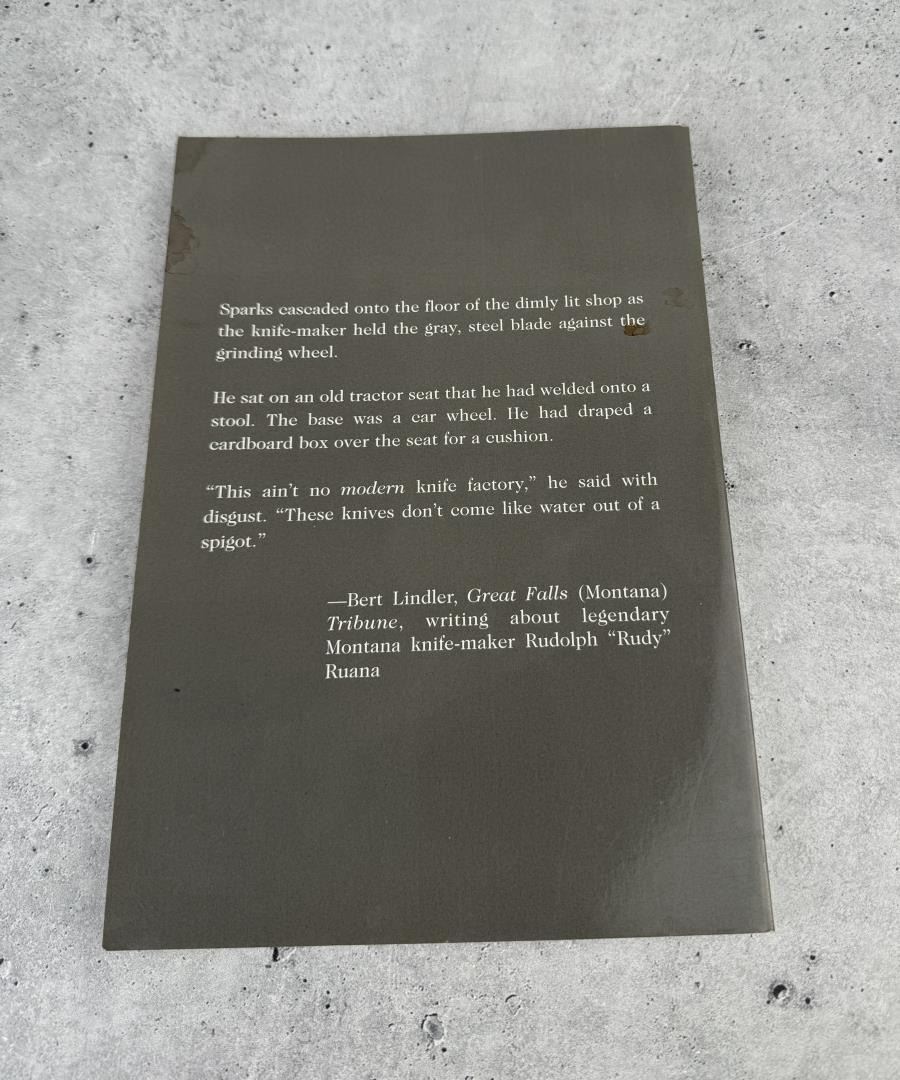 Sparks cascaded onto the floor of the dimly lit shop as
the knife-maker held the gray, steel blade against the
grinding wheel.
He sat on an old tractor seat that he had welded onto a
stool. The base was a car wheel. He had draped a
cardboard box over the seat for a cushion.
“This ain’t no modern knife factory,” he said with
disgust. “These knives don’t come like water out of a
spigot.”
—Bert Lindler, Great Falls (Montana)
Tribune, writing about legendary
Montana knife-maker Rudolph “Rudy”
Ruana